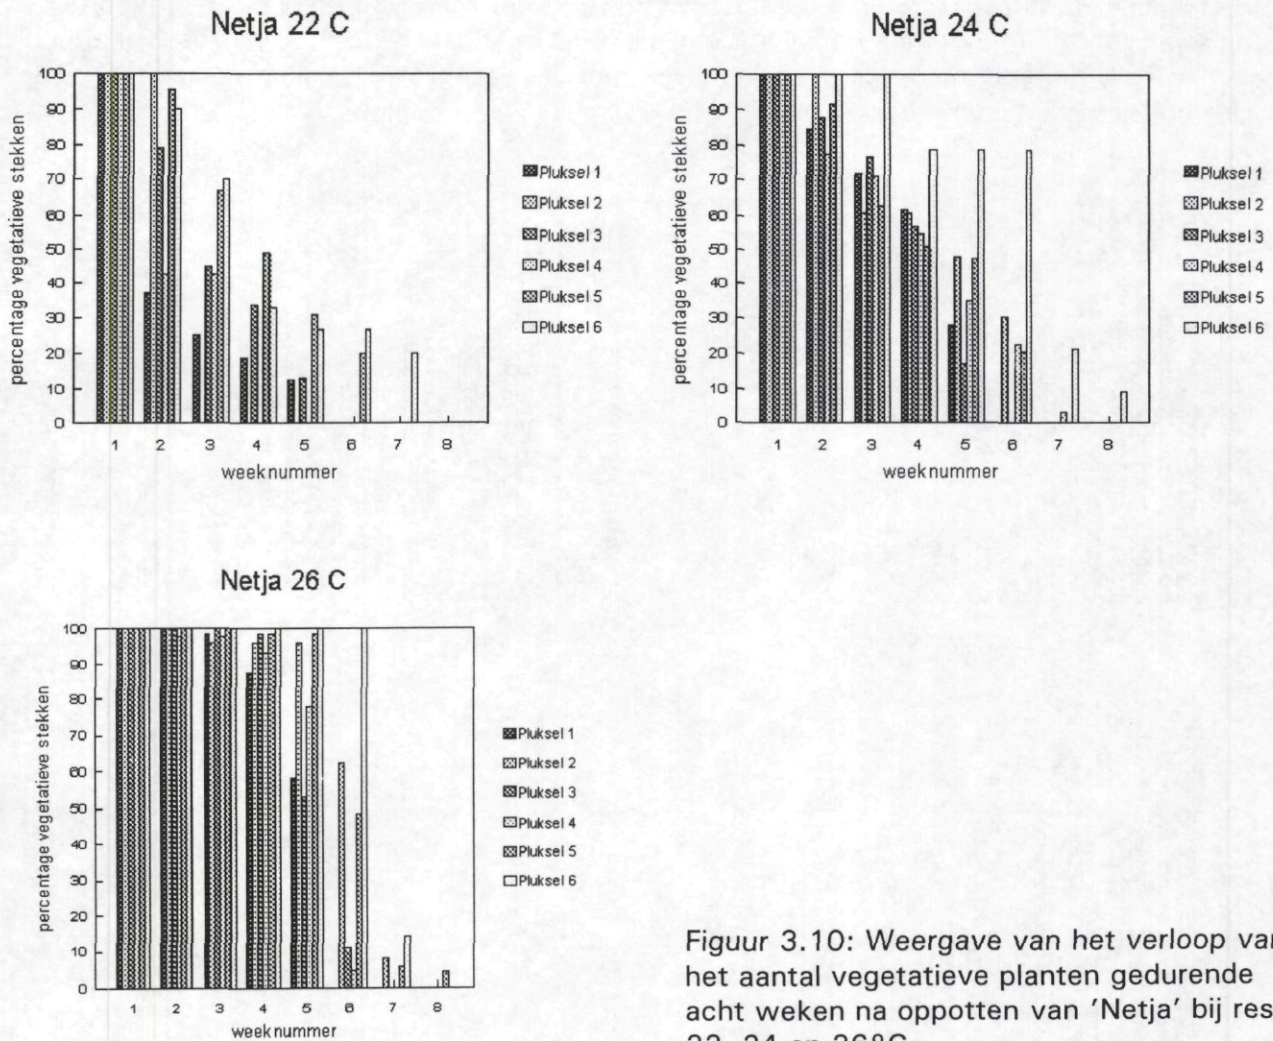 Netja 22 C
percentage vegetatieve stekken
100
90
80
70
60
50
40
30
20
10
0
1 2 3 4 5 6 7 8
weeknummer
Pluksel 1
Pluksel 2
Pluksel 3
Pluksel 4
Pluksel 5
Pluksel 6
Netja 24 C
percentage vegetatieve stekken
100
90
80
70
60
50
40
30
20
10
0
1 2 3 4 5 6 7 8
weeknummer
Pluksel 1
Pluksel 2
Pluksel 3
Pluksel 4
Pluksel 5
Pluksel 6
Netja 26 C
percentage vegetatieve stekken
100
90
80
70
60
50
40
30
20
10
0
1 2 3 4 5 6 7 8
weeknummer
Pluksel 1
Pluksel 2
Pluksel 3
Pluksel 4
Pluksel 5
Pluksel 6
Figuur 3.10: Weergave van het verloop van
het aantal vegetatieve planten gedurende
acht weken na oppotten van 'Netja' bij res
22, 24 en 26°C